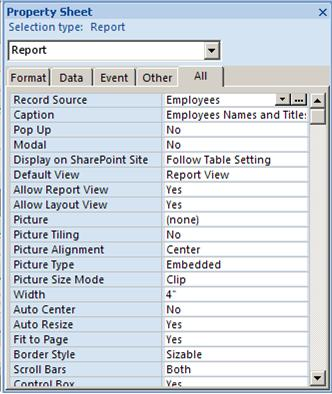 Property Sheet
Selection type: Report
Report
Format Data Event Other All
Record Source Employees
Caption Employees Names and Titles
Pop Up No
Modal No
Display on SharePoint Site Follow Table Setting
Default View Report View
Allow Report View Yes
Allow Layout View Yes
Picture (none)
Picture Tiling No
Picture Alignment Center
Picture Type Embedded
Picture Size Mode Clip
Width 4"
Auto Center No
Auto Resize Yes
Fit to Page Yes
Border Style Sizable
Scroll Bars Both
Control Box Yes